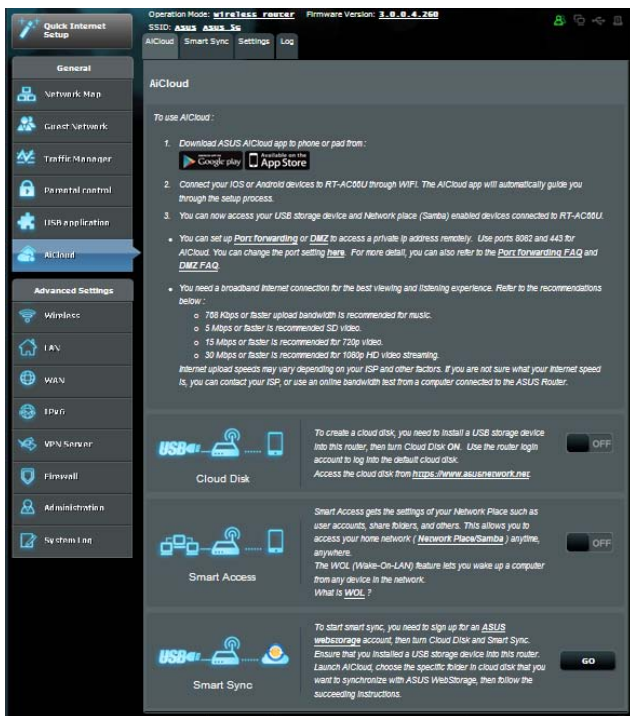 Quick Internet
Setup
Operation Mode: wireless router Firmware Version: 3.0.0.4.260
SSID: ASUS ASUS_5G
AiCloud Smart Sync Settings Log
General
Network Map
Guest Network
Traffic Manager
Parental control
USB application
AiCloud
Advanced Settings
Wireless
LAN
WAN
IPv6
VPN Server
Firewall
Administration
System Log
AiCloud
To use AiCloud :
1. Download ASUS AiCloud app to phone or pad from :
Google play
Available on the
App Store
2. Connect your IOS or Android devices to RT-AC66U through WIFI. The AiCloud app will automatically guide you
through the setup process.
3. You can now access your USB storage device and Network place (Samba) enabled devices connected to RT-AC66U.
• You can set up Port forwarding or DMZ to access a private ip address remotely. Use ports 8082 and 443 for
AiCloud. You can change the port setting here. For more detail, you can also refer to the Port forwarding FAQ and
DMZ FAQ.
• You need a broadband Internet connection for the best viewing and listening experience. Refer to the recommendations
below :
768 Kbps or faster upload bandwidth is recommended for music.
5 Mbps or faster is recommended SD video.
15 Mbps or faster is recommended for 720p video.
30 Mbps or faster is recommended for 1080p HD video streaming.
Internet upload speeds may vary depending on your ISP and other factors. If you are not sure what your Internet speed
is, you can contact your ISP, or use an online bandwidth test from a computer connected to the ASUS Router.
USB
Cloud Disk
To create a cloud disk, you need to install a USB storage device
into this router, then turn Cloud Disk ON. Use the router login
account to log into the default cloud disk.
Access the cloud disk from https://www.asusnetwork.net.
OFF
Smart Access
Smart Access gets the settings of your Network Place such as
user accounts, share folders, and others. This allows you to
access your home network ( Network Place/Samba ) anytime,
anywhere.
The WOL (Wake-On-LAN) feature lets you wake up a computer
from any device in the network.
What is WOL ?
OFF
USB
Smart Sync
To start smart sync, you need to sign up for an ASUS
webstorage account, then turn Cloud Disk and Smart Sync.
Ensure that you installed a USB storage device into this router.
Launch AiCloud, choose the specific folder in cloud disk that you
want to synchronize with ASUS WebStorage, then follow the
succeeding instructions.
GO